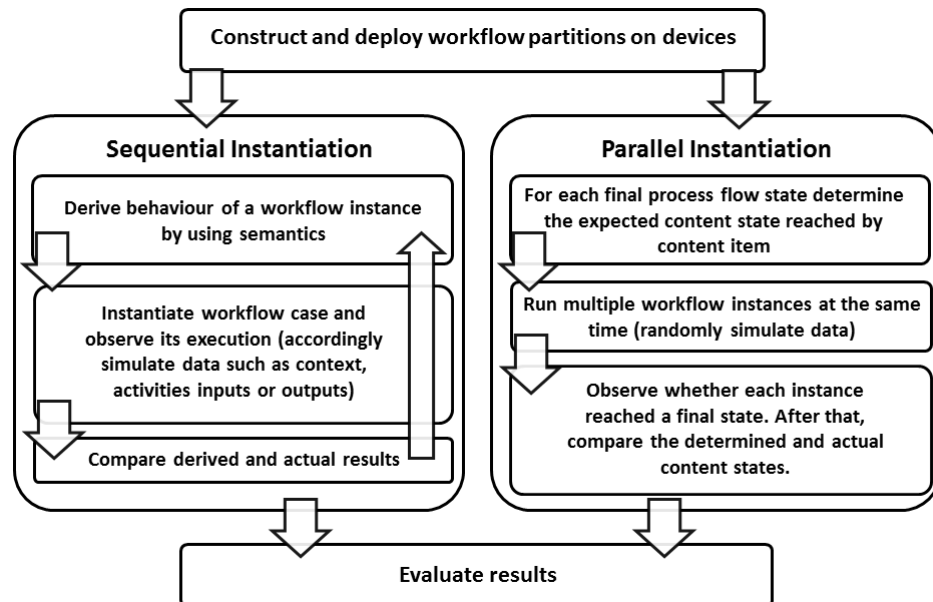 Construct and deploy workflow partitions on devices
Sequential Instantiation
Derive behaviour of a workflow instance
by using semantics
Instantiate workflow case and
observe its execution (accordingly
simulate data such as context,
activities inputs or outputs)
Compare derived and actual results
Parallel Instantiation
For each final process flow state determine
the expected content state reached by
content item
Run multiple workflow instances at the same
time (randomly simulate data)
Observe whether each instance
reached a final state. After that,
compare the determined and actual
content states.
Evaluate results